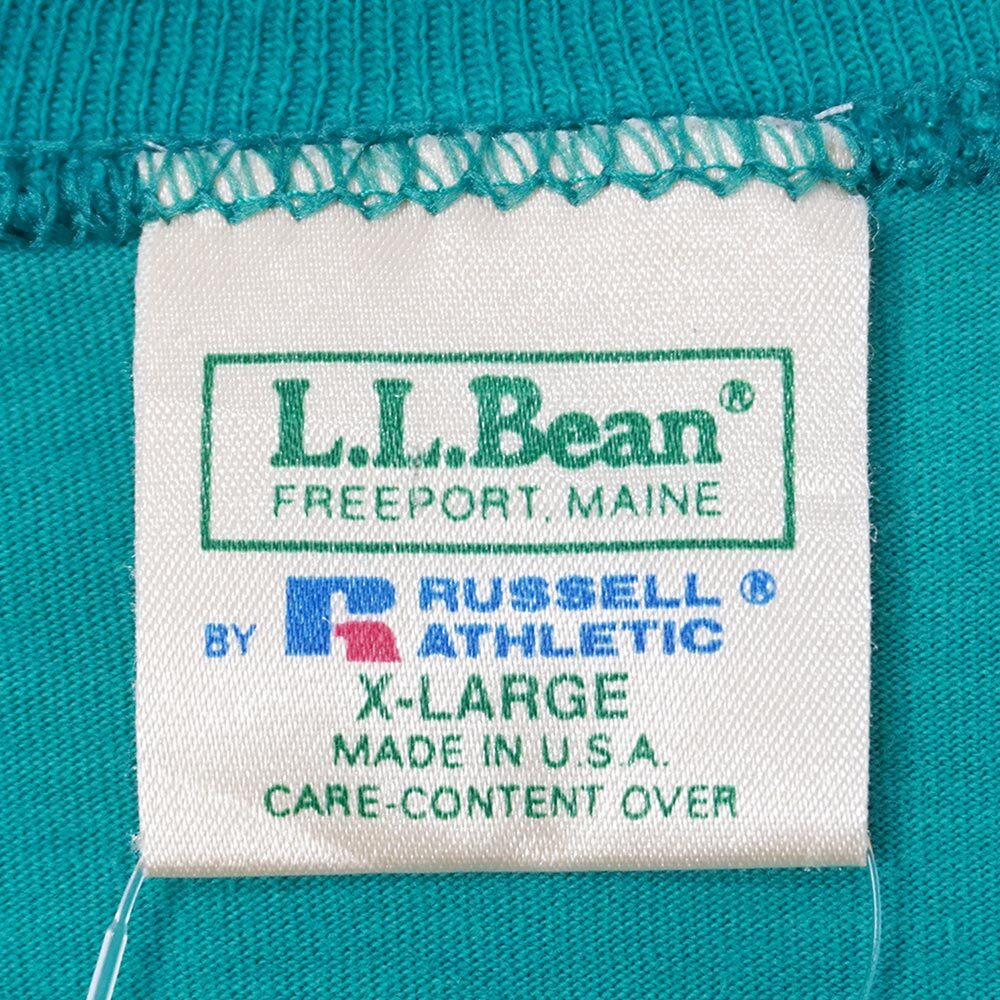 L.L.Bean®
FREEPORT, MAINE
BY R RUSSELL®
ATHLETIC
X-LARGE
MADE IN U.S.A.
CARE-CONTENT OVER